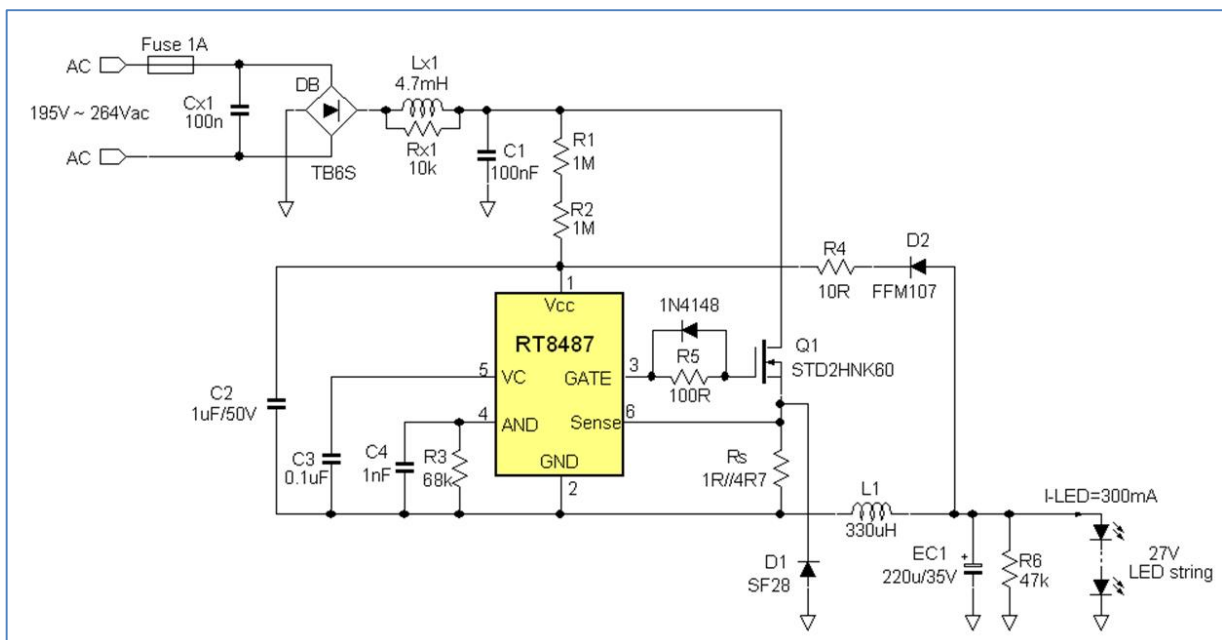 Fuse 1A
AC
195V ~ 264Vac
AC
Cx1
100n
DB
TB6S
Lx1
4.7mH
Rx1
10k
C1
100nF
R1
1M
R2
1M
R4
10R
D2
FFM107
1
Vcc
RT8487
5
VC
GATE
3
4
AND
Sense
6
GND
2
1N4148
R5
100R
Q1
STD2HNK60
C2
1uF/50V
C3
0.1uF
C4
1nF
R3
68k
Rs
1R//4R7
L1
330uH
I-LED=300mA
D1
SF28
EC1
+
220u/35V
R6
47k
27V
LED string